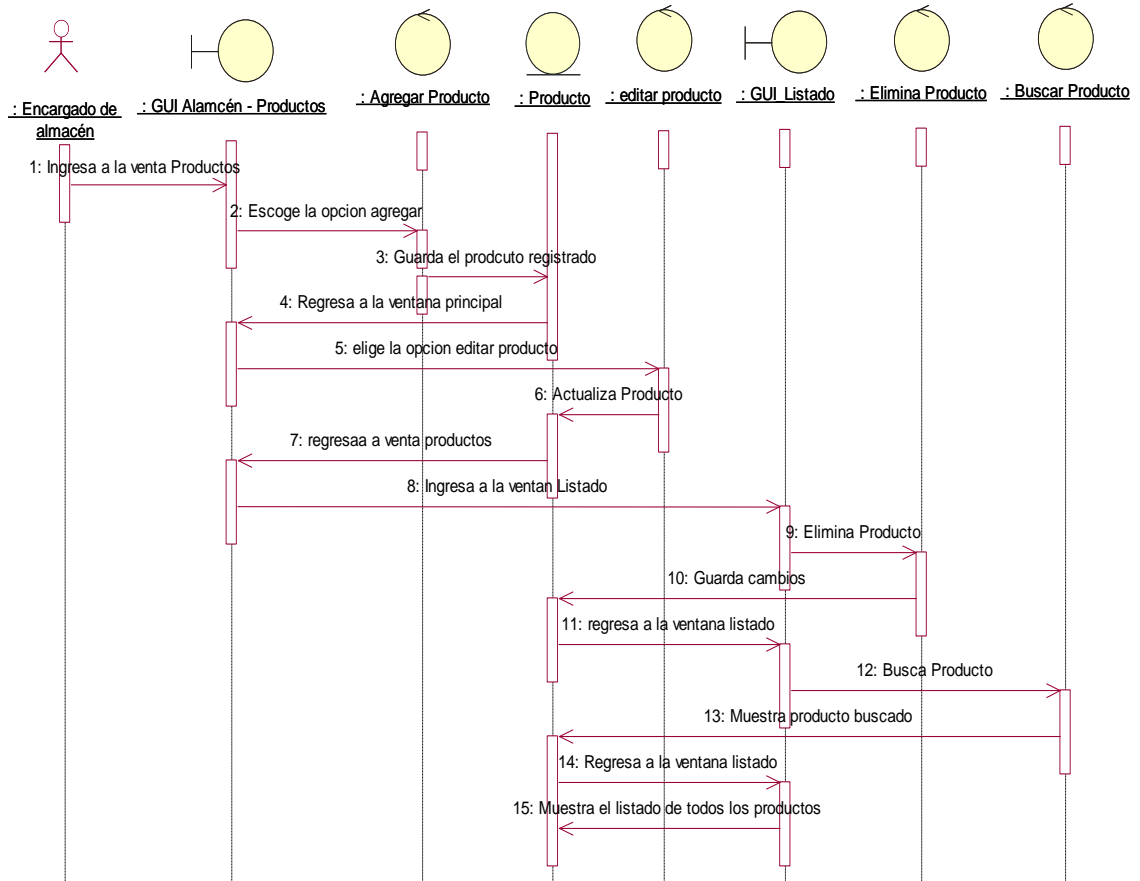 : Encargado de
almacén
: GUI Alamcén - Productos
: Agregar Producto
: Producto
: editar producto
: GUI_Listado
: Elimina Producto
: Buscar Producto
1: Ingresa a la venta Productos
2: Escoge la opcion agregar
3: Guarda el prodcuto registrado
4: Regresa a la ventana principal
5: elige la opcion editar producto
6: Actualiza Producto
7: regresaa a venta productos
8: Ingresa a la ventan Listado
9: Elimina Producto
10: Guarda cambios
11: regresa a la ventana listado
12: Busca Producto
13: Muestra producto buscado
14: Regresa a la ventana listado
15: Muestra el listado de todos los productos